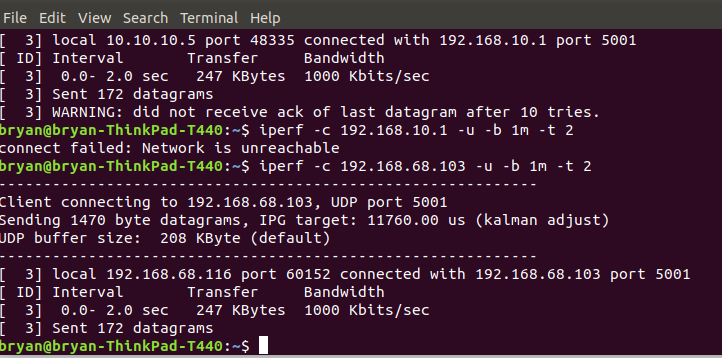 File Edit View Search Terminal Help
[  3] local 10.10.10.5 port 48335 connected with 192.168.10.1 port 5001
[ ID] Interval       Transfer     Bandwidth
[  3]  0.0- 2.0 sec   247 KBytes  1000 Kbits/sec
[  3] Sent 172 datagrams
[  3] WARNING: did not receive ack of last datagram after 10 tries.
bryan@bryan-ThinkPad-T440:~$ iperf -c 192.168.10.1 -u -b 1m -t 2
connect failed: Network is unreachable
bryan@bryan-ThinkPad-T440:~$ iperf -c 192.168.68.103 -u -b 1m -t 2
------------------------------------------------------------
Client connecting to 192.168.68.103, UDP port 5001
Sending 1470 byte datagrams, IPG target: 11760.00 us (kalman adjust)
UDP buffer size:  208 KByte (default)
------------------------------------------------------------
[  3] local 192.168.68.116 port 60152 connected with 192.168.68.103 port 5001
[ ID] Interval       Transfer     Bandwidth
[  3]  0.0- 2.0 sec   247 KBytes  1000 Kbits/sec
[  3] Sent 172 datagrams
bryan@bryan-ThinkPad-T440:~$